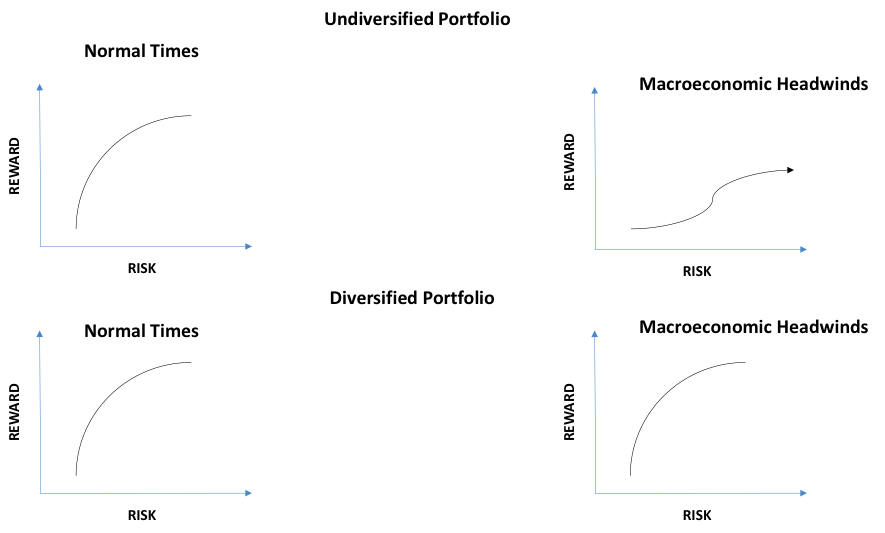 Undiversified Portfolio
Normal Times
Macroeconomic Headwinds
REWARD
REWARD
RISK
RISK
Diversified Portfolio
Normal Times
Macroeconomic Headwinds
REWARD
REWARD
RISK
RISK